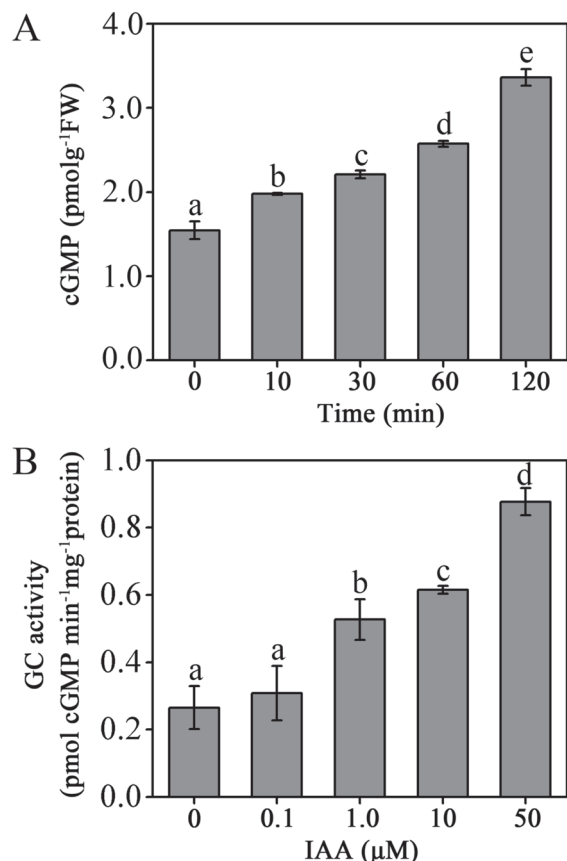 A
cGMP (pmolg⁻¹FW)
4.0
3.0
2.0
1.0
0.0
a
b
c
d
e
0 10 30 60 120
Time (min)
B
GC activity
(pmol cGMP min⁻¹mg⁻¹protein)
1.0
0.8
0.6
0.4
0.2
0.0
a
a
b
c
d
0 0.1 1.0 10 50
IAA (μM)